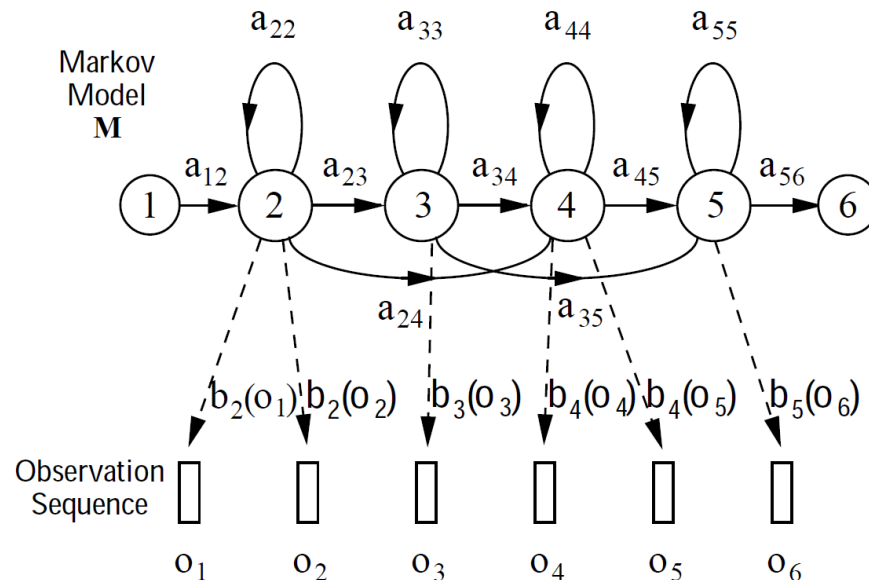 a₂₂ a₃₃ a₄₄ a₅₅
Markov
Model
M
a₁₂ a₂₃ a₃₄ a₄₅ a₅₆
1 2 3 4 5 6
a₂₄ a₃₅
b₂(o₁) b₂(o₂) b₃(o₃) b₄(o₄) b₄(o₅) b₅(o₆)
Observation
Sequence
o₁ o₂ o₃ o₄ o₅ o₆